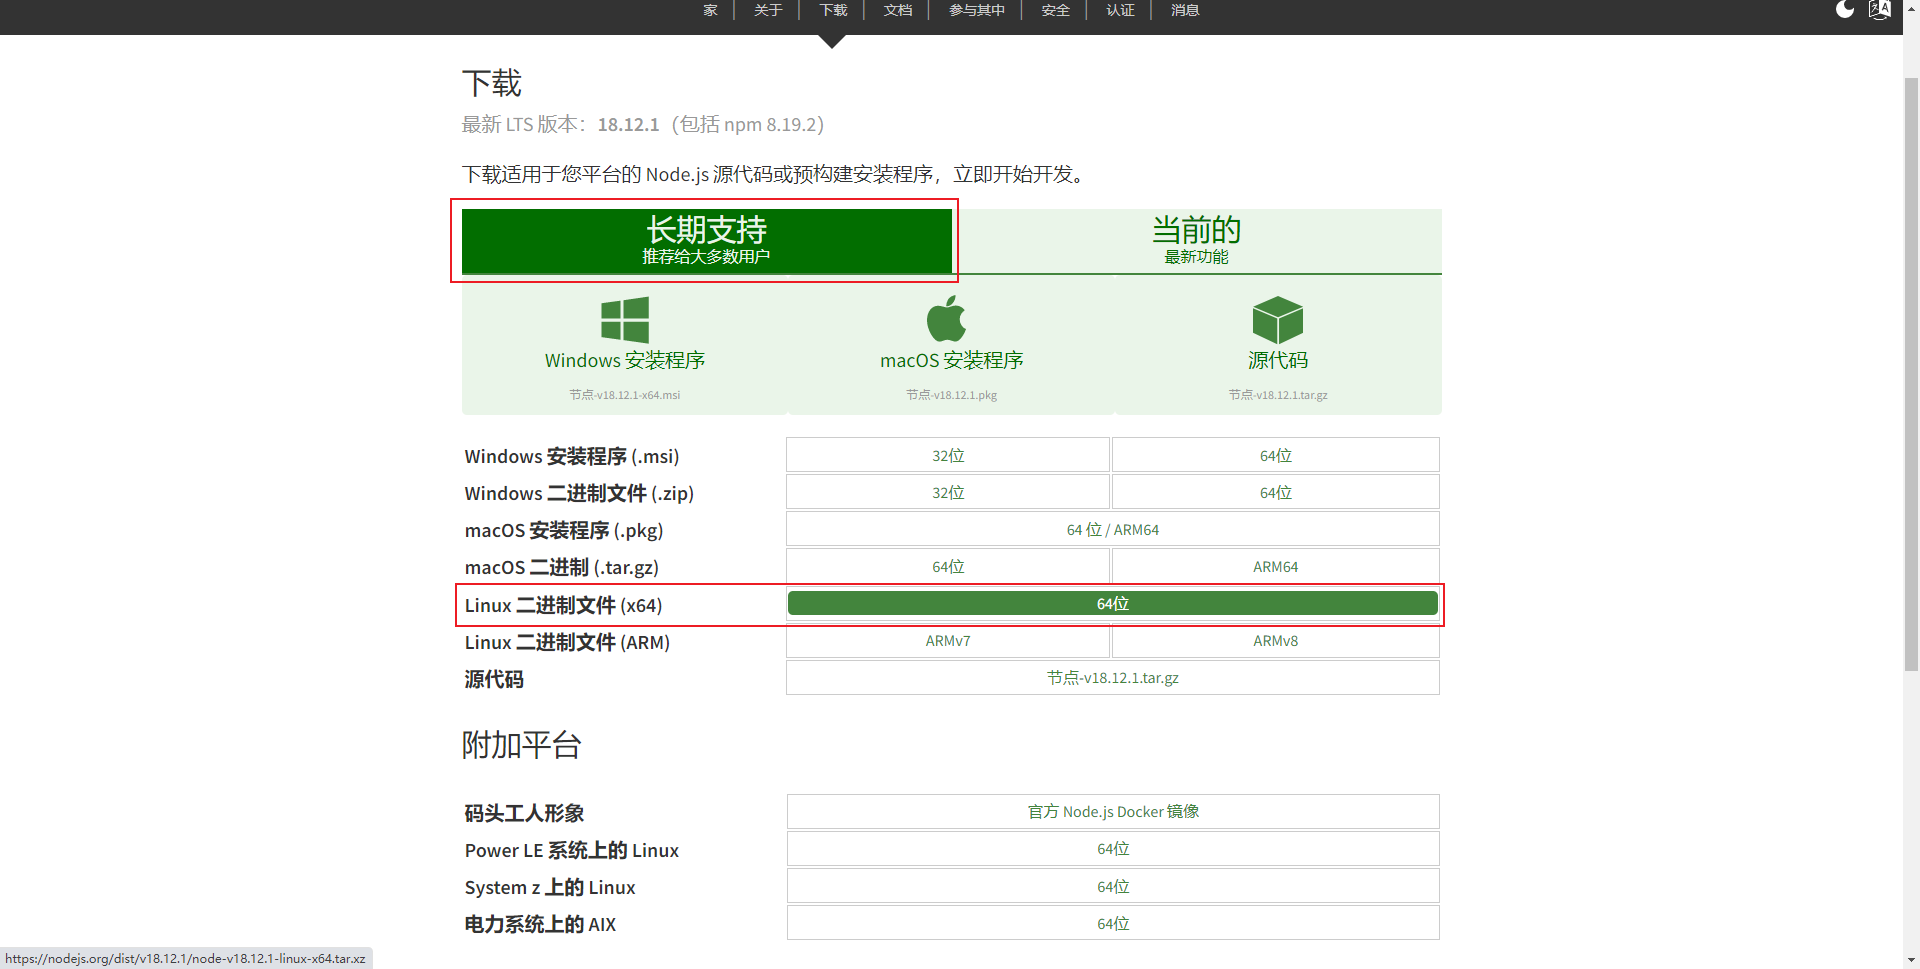 家 关于 下载 文档 参与其中 安全 认证 消息
下载
最新 LTS 版本：18.12.1（包括 npm 8.19.2）
下载适用于您平台的 Node.js 源代码或预构建安装程序，立即开始开发。
长期支持
推荐给大多数用户
当前的
最新功能
Windows 安装程序
节点-v18.12.1-x64.msi
macOS 安装程序
节点-v18.12.1.pkg
源代码
节点-v18.12.1.tar.gz
Windows 安装程序 (.msi) 32位 64位
Windows 二进制文件 (.zip) 32位 64位
macOS 安装程序 (.pkg) 64 位 / ARM64
macOS 二进制 (.tar.gz) 64位 ARM64
Linux 二进制文件 (x64) 64位
Linux 二进制文件 (ARM) ARMv7 ARMv8
源代码 节点-v18.12.1.tar.gz
附加平台
码头工人形象 官方 Node.js Docker 镜像
Power LE 系统上的 Linux 64位
System z 上的 Linux 64位
电力系统上的 AIX 64位
https://nodejs.org/dist/v18.12.1/node-v18.12.1-linux-x64.tar.xz